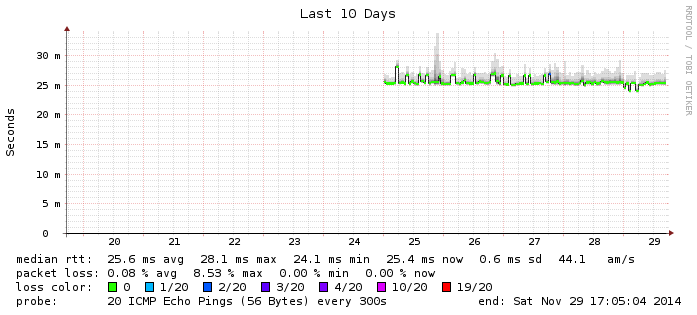 Last 10 Days
RRDTOOL / TOBI OETIKER
Seconds
30 m
25 m
20 m
15 m
10 m
5 m
0
20 21 22 23 24 25 26 27 28 29
median rtt: 25.6 ms avg 28.1 ms max 24.1 ms min 25.4 ms now 0.6 ms sd 44.1 am/s
packet loss: 0.08 % avg 8.53 % max 0.00 % min 0.00 % now
loss color: 0 1/20 2/20 3/20 4/20 10/20 19/20
probe: 20 ICMP Echo Pings (56 Bytes) every 300s end: Sat Nov 29 17:05:04 2014